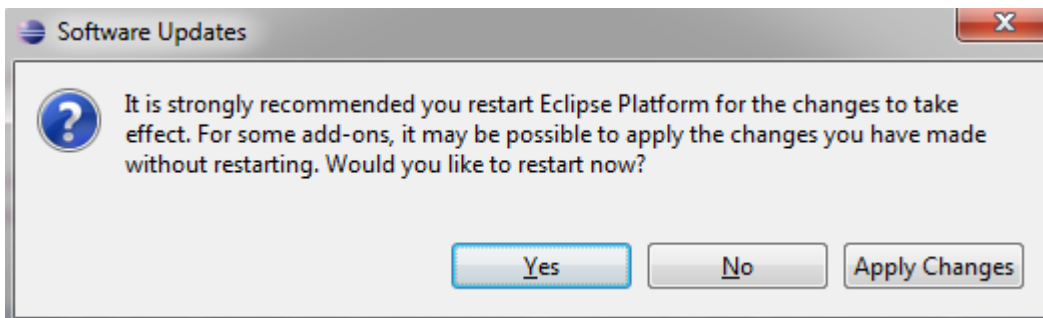 Software Updates
It is strongly recommended you restart Eclipse Platform for the changes to take
effect. For some add-ons, it may be possible to apply the changes you have made
without restarting. Would you like to restart now?
Yes No Apply Changes